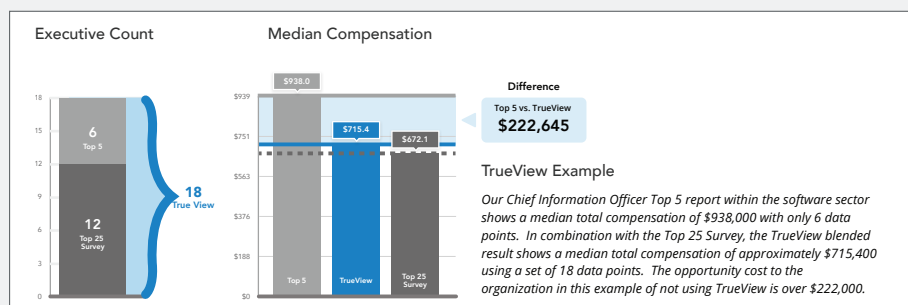 Executive Count
18
15
12
9
6
3
0
6
Top 5
12
Top 25
Survey
18
True View
Median Compensation
$939
$751
$563
$376
$188
$0
$938.0
$715.4
$672.1
Top 5
TrueView
Top 25
Survey
Difference
Top 5 vs. TrueView
$222,645
TrueView Example
Our Chief Information Officer Top 5 report within the software sector
shows a median total compensation of $938,000 with only 6 data
points. In combination with the Top 25 Survey, the TrueView blended
result shows a median total compensation of approximately $715,400
using a set of 18 data points. The opportunity cost to the
organization in this example of not using TrueView is over $222,000.